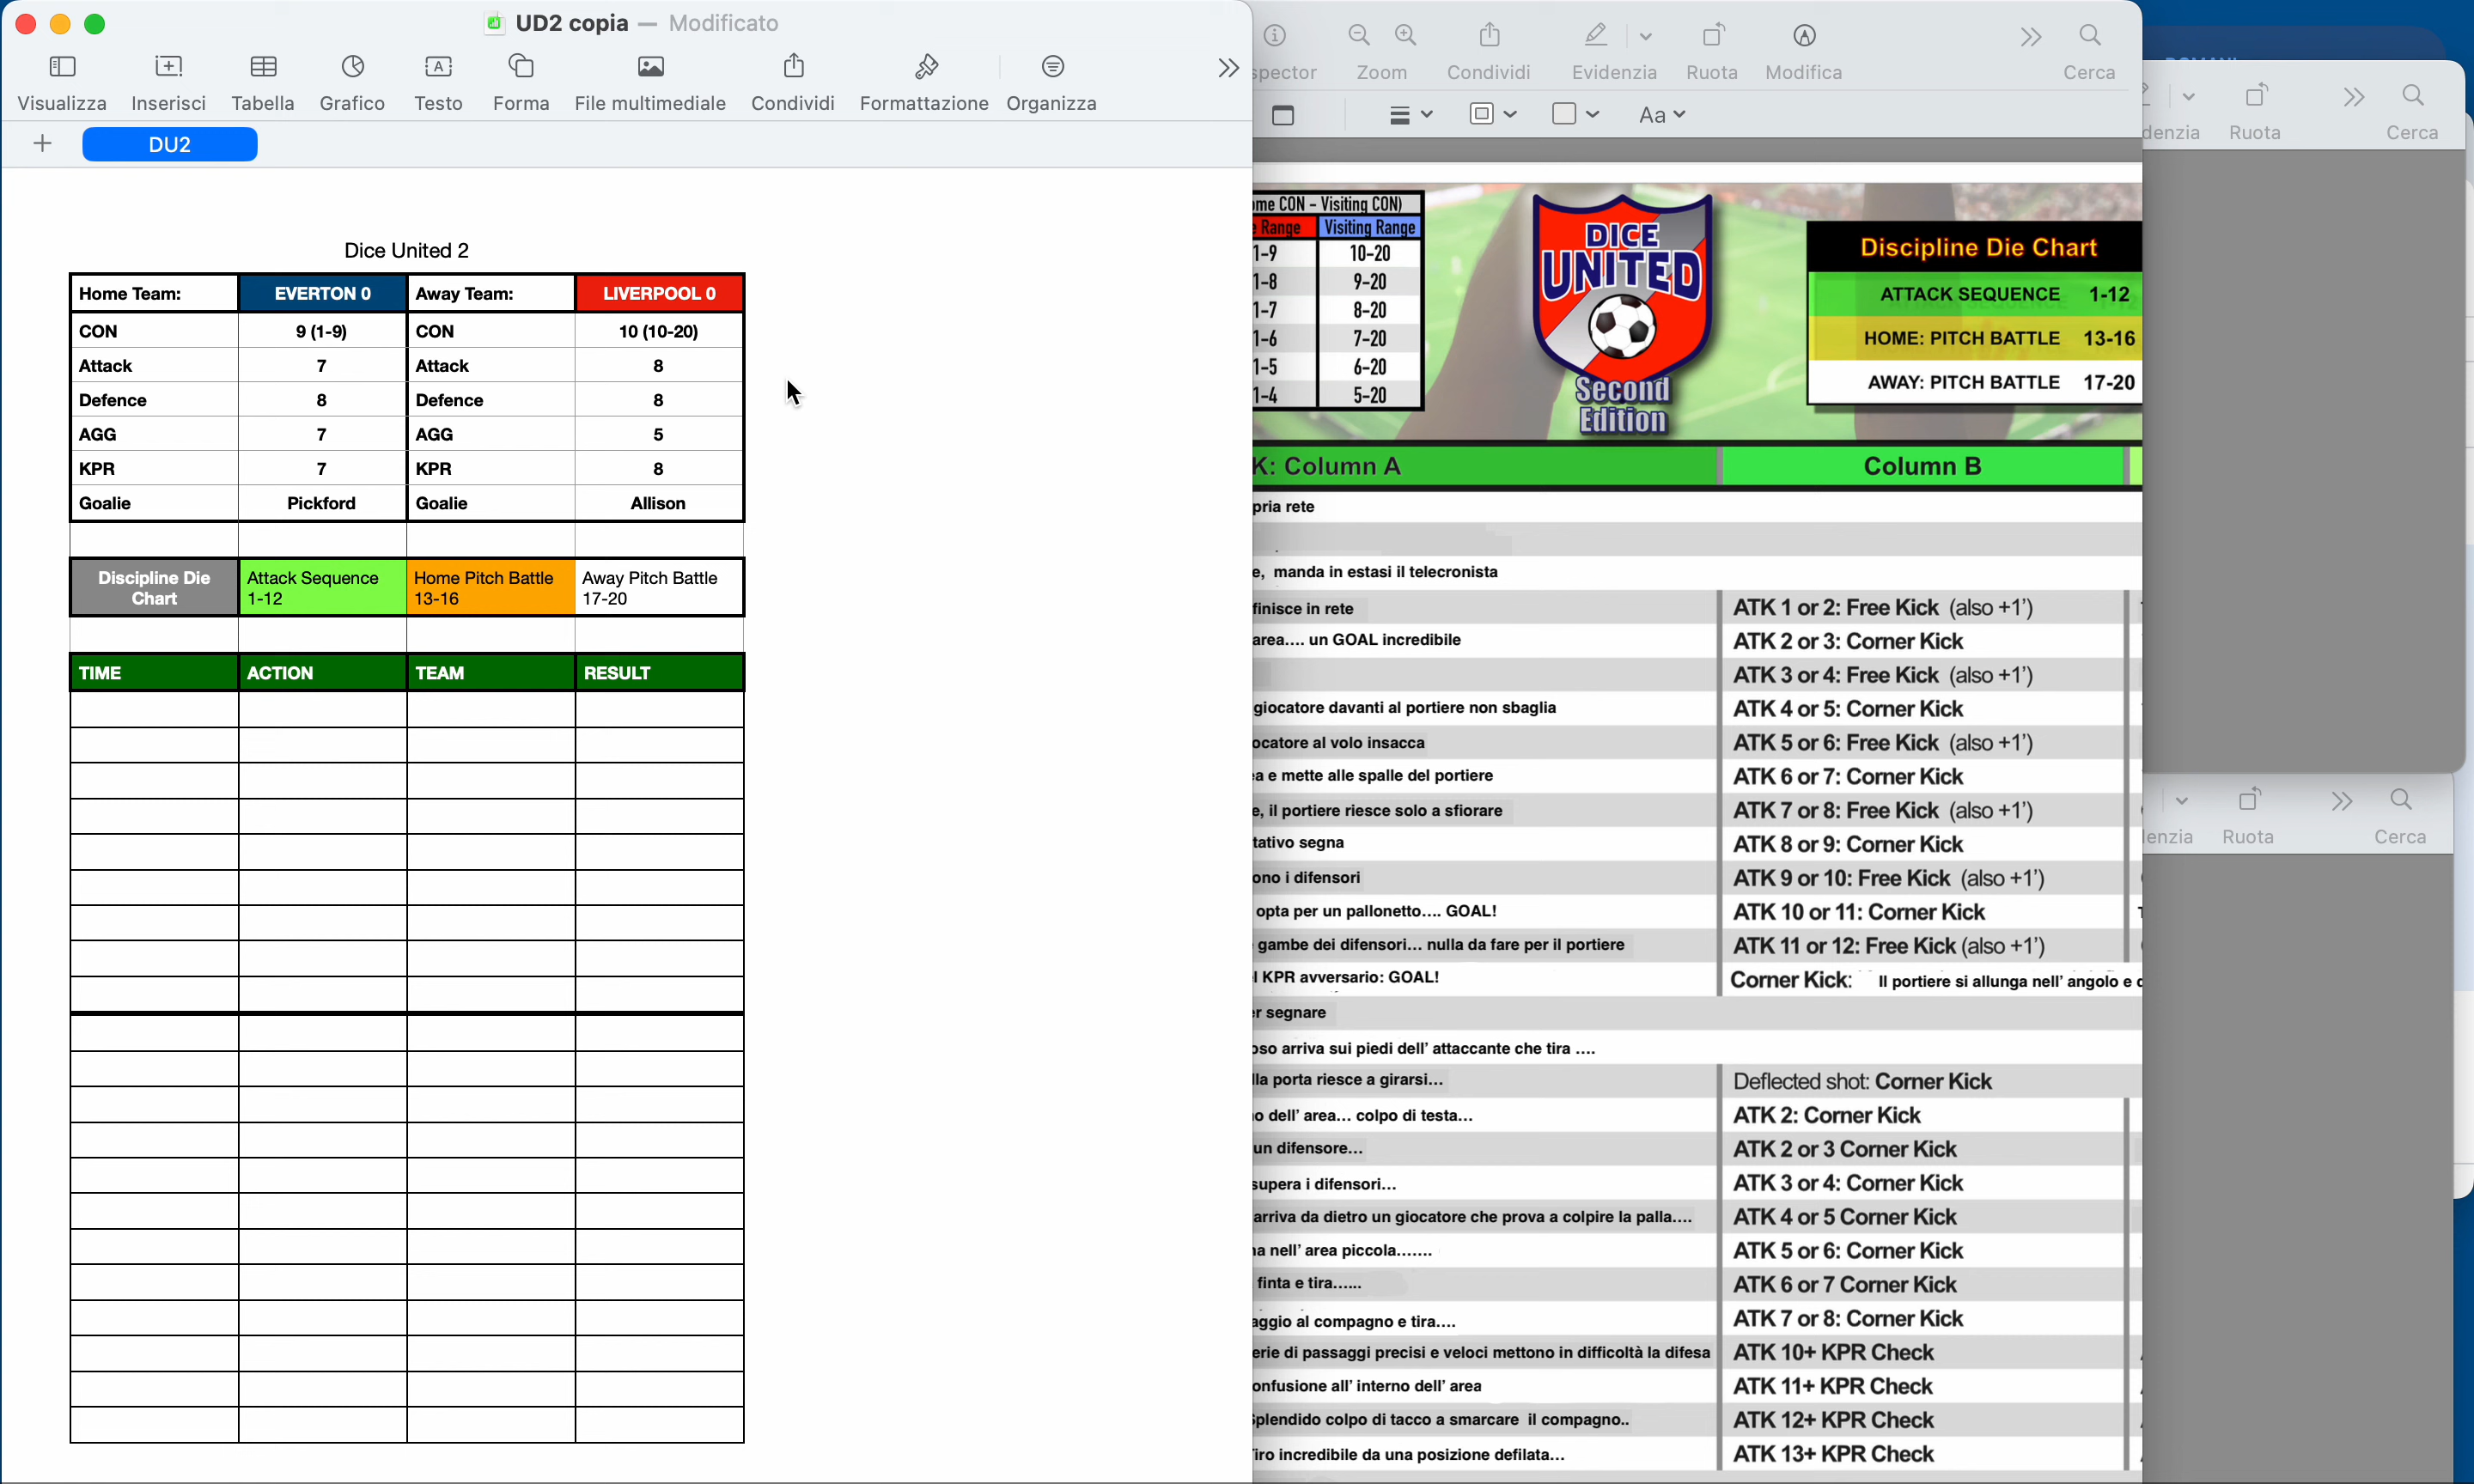 UD2 copia — Modificato
Visualizza Inserisci Tabella Grafico Testo Forma File multimediale Condividi Formattazione Organizza
DU2
Dice United 2
Home Team: EVERTON 0 Away Team: LIVERPOOL 0
CON 9 (1-9) CON 10 (10-20)
Attack 7 Attack 8
Defence 8 Defence 8
AGG 7 AGG 5
KPR 7 KPR 8
Goalie Pickford Goalie Allison
Discipline Die Chart
Attack Sequence 1-12
Home Pitch Battle 13-16
Away Pitch Battle 17-20
TIME ACTION TEAM RESULT
spector Zoom Condividi Evidenzia Ruota Modifica Cerca
Aa
me CON - Visiting CON)
Range Visiting Range
1-9 10-20
1-8 9-20
1-7 8-20
1-6 7-20
1-5 6-20
1-4 5-20
DICE
UNITED
Second
Edition
Discipline Die Chart
ATTACK SEQUENCE 1-12
HOME: PITCH BATTLE 13-16
AWAY: PITCH BATTLE 17-20
K: Column A Column B
pria rete
e, manda in estasi il telecronista
finisce in rete ATK 1 or 2: Free Kick (also +1')
area.... un GOAL incredibile ATK 2 or 3: Corner Kick
ATK 3 or 4: Free Kick (also +1')
giocatore davanti al portiere non sbaglia ATK 4 or 5: Corner Kick
ocatore al volo insacca ATK 5 or 6: Free Kick (also +1')
ea e mette alle spalle del portiere ATK 6 or 7: Corner Kick
e, il portiere riesce solo a sfiorare ATK 7 or 8: Free Kick (also +1')
tativo segna ATK 8 or 9: Corner Kick
ono i difensori ATK 9 or 10: Free Kick (also +1')
opta per un pallonetto.... GOAL! ATK 10 or 11: Corner Kick
gambe dei difensori... nulla da fare per il portiere ATK 11 or 12: Free Kick (also +1')
l KPR avversario: GOAL! Corner Kick: Il portiere si allunga nell' angolo e d
er segnare
oso arriva sui piedi dell' attaccante che tira ....
lla porta riesce a girarsi... Deflected shot: Corner Kick
o dell' area... colpo di testa... ATK 2: Corner Kick
un difensore... ATK 2 or 3 Corner Kick
supera i difensori... ATK 3 or 4: Corner Kick
arriva da dietro un giocatore che prova a colpire la palla.... ATK 4 or 5 Corner Kick
na nell' area piccola....... ATK 5 or 6: Corner Kick
finta e tira...... ATK 6 or 7 Corner Kick
aggio al compagno e tira.... ATK 7 or 8: Corner Kick
erie di passaggi precisi e veloci mettono in difficoltà la difesa ATK 10+ KPR Check
onfusione all' interno dell' area ATK 11+ KPR Check
Splendido colpo di tacco a smarcare il compagno.. ATK 12+ KPR Check
Tiro incredibile da una posizione defilata... ATK 13+ KPR Check
denzia Ruota Cerca
enzia Ruota Cerca